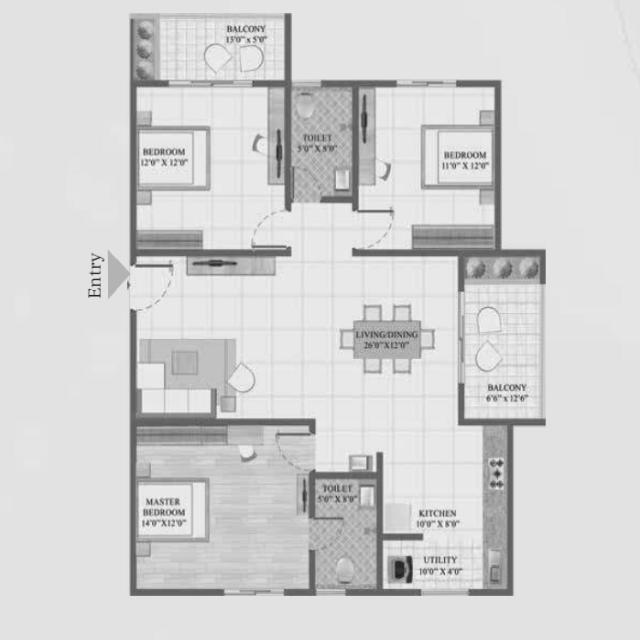 BALCONY
13'0" x 5'0"
TOILET
5'0" X 8'0"
BEDROOM
12'0" X 12'0"
BEDROOM
11'0" X 12'0"
Entry
LIVING/DINING
26'0"X12'0"
BALCONY
6'6" x 12'6"
MASTER
BEDROOM
14'0"X12'0"
TOILET
5'0" X 8'0"
KITCHEN
10'0" X 8'0"
UTILITY
10'0" X 4'0"